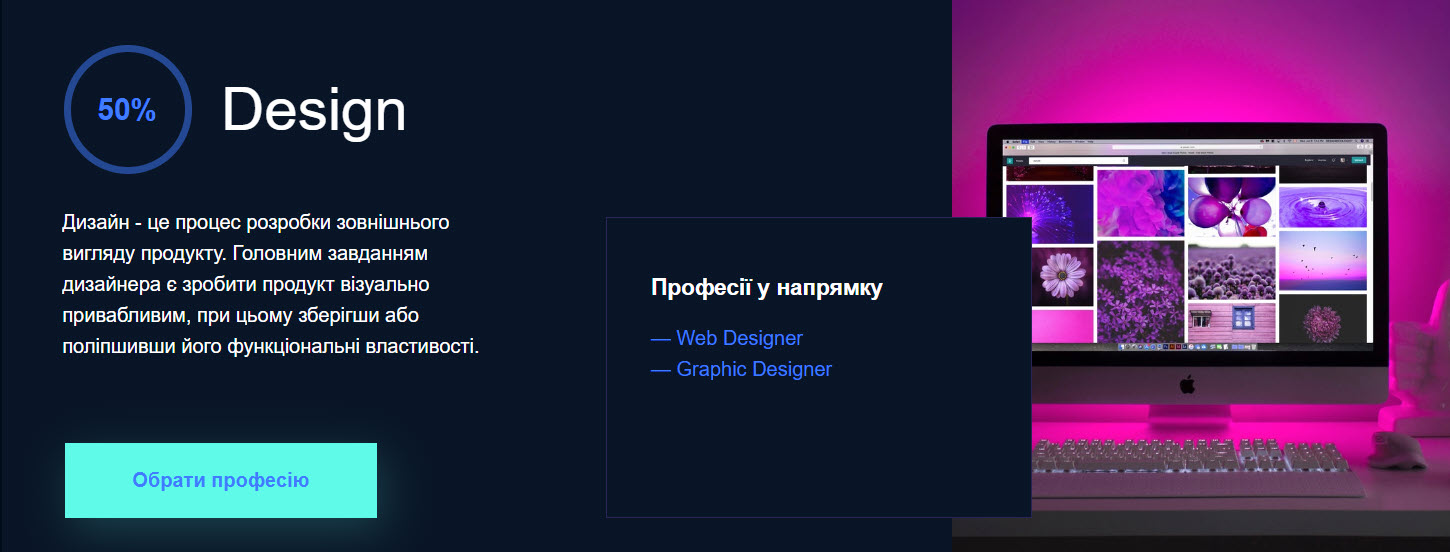 50%
Design
Дизайн - це процес розробки зовнішнього
вигляду продукту. Головним завданням
дизайнера є зробити продукт візуально
привабливим, при цьому зберігши або
поліпшивши його функціональні властивості.
Обрати професію
Професії у напрямку
— Web Designer
— Graphic Designer